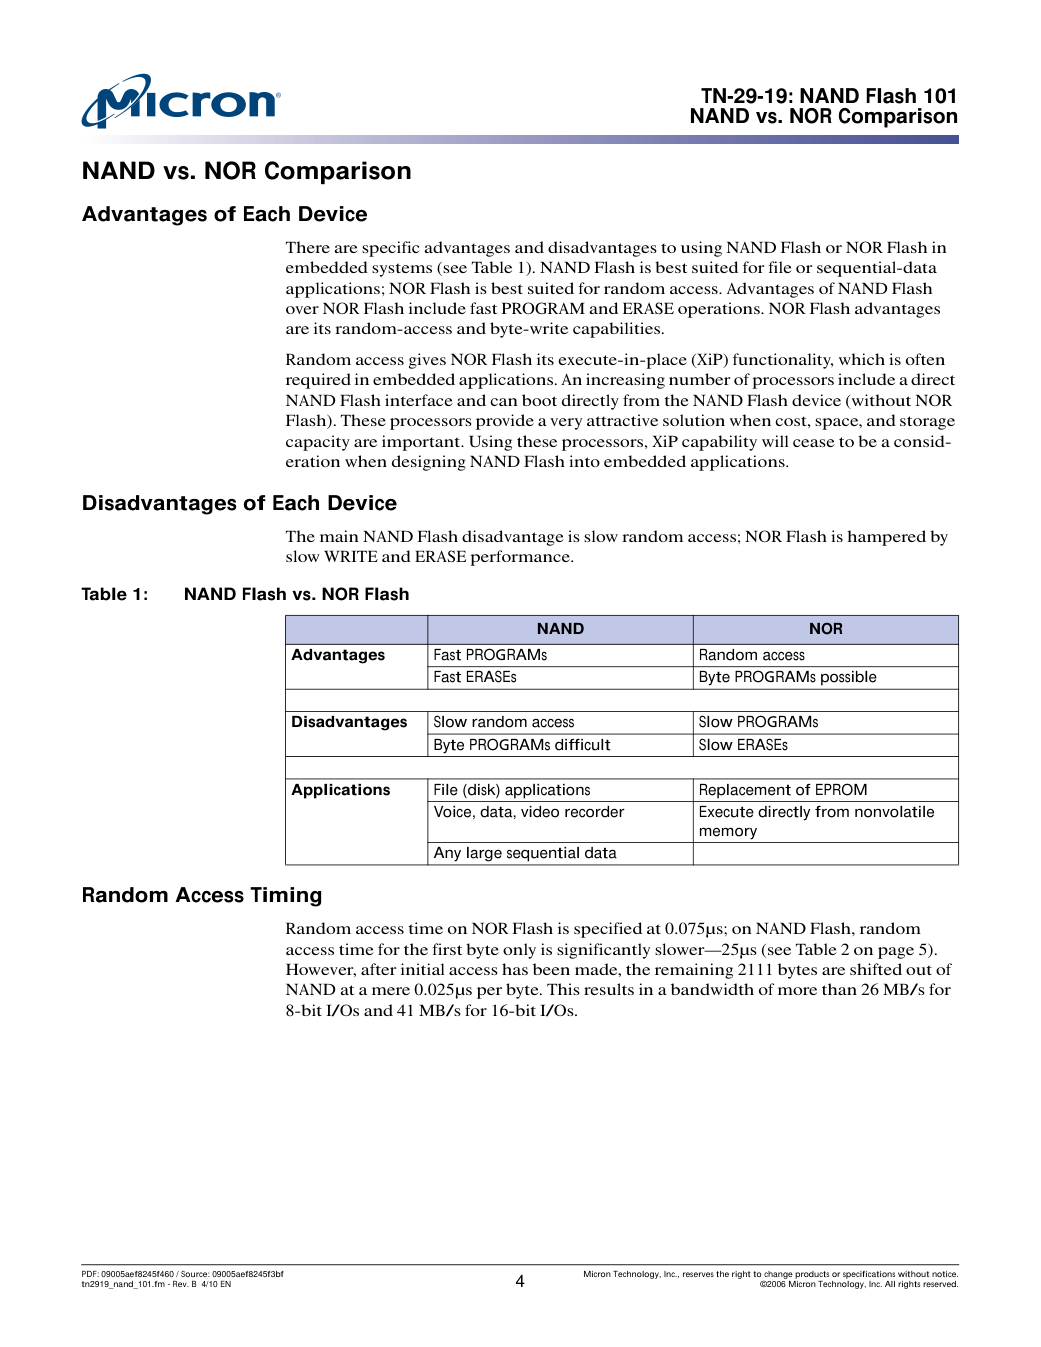 Micron®
TN-29-19: NAND Flash 101
NAND vs. NOR Comparison
NAND vs. NOR Comparison
Advantages of Each Device
There are specific advantages and disadvantages to using NAND Flash or NOR Flash in
embedded systems (see Table 1). NAND Flash is best suited for file or sequential-data
applications; NOR Flash is best suited for random access. Advantages of NAND Flash
over NOR Flash include fast PROGRAM and ERASE operations. NOR Flash advantages
are its random-access and byte-write capabilities.
Random access gives NOR Flash its execute-in-place (XiP) functionality, which is often
required in embedded applications. An increasing number of processors include a direct
NAND Flash interface and can boot directly from the NAND Flash device (without NOR
Flash). These processors provide a very attractive solution when cost, space, and storage
capacity are important. Using these processors, XiP capability will cease to be a consid-
eration when designing NAND Flash into embedded applications.
Disadvantages of Each Device
The main NAND Flash disadvantage is slow random access; NOR Flash is hampered by
slow WRITE and ERASE performance.
Table 1: NAND Flash vs. NOR Flash
NAND NOR
Advantages Fast PROGRAMs Random access
Fast ERASEs Byte PROGRAMs possible
Disadvantages Slow random access Slow PROGRAMs
Byte PROGRAMs difficult Slow ERASEs
Applications File (disk) applications Replacement of EPROM
Voice, data, video recorder Execute directly from nonvolatile
memory
Any large sequential data
Random Access Timing
Random access time on NOR Flash is specified at 0.075µs; on NAND Flash, random
access time for the first byte only is significantly slower—25µs (see Table 2 on page 5).
However, after initial access has been made, the remaining 2111 bytes are shifted out of
NAND at a mere 0.025µs per byte. This results in a bandwidth of more than 26 MB/s for
8-bit I/Os and 41 MB/s for 16-bit I/Os.
PDF: 09005aef8245f460 / Source: 09005aef8245f3bf
tn2919_nand_101.fm - Rev. B 4/10 EN
4
Micron Technology, Inc., reserves the right to change products or specifications without notice.
©2006 Micron Technology, Inc. All rights reserved.